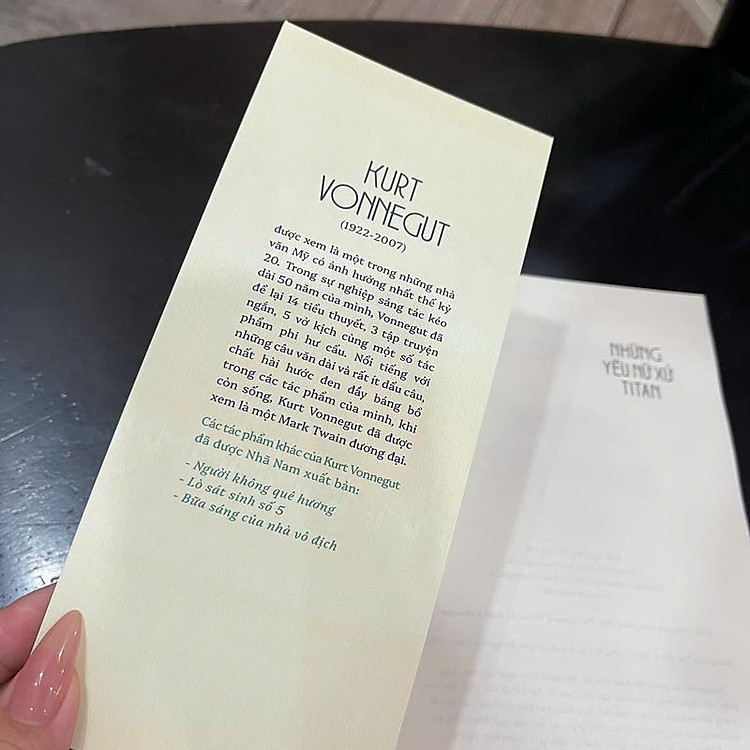 KURT
VONNEGUT
(1922-2007)
được xem là một trong những nhà
văn Mỹ có ảnh hưởng nhất thế kỷ
20. Trong sự nghiệp sáng tác kéo
dài 50 năm của mình, Vonnegut đã
để lại 14 tiểu thuyết, 3 tập truyện
ngắn, 5 vở kịch cùng một số tác
phẩm phi hư cấu. Nổi tiếng với
những câu văn dài và rất ít dấu câu,
chất hài hước đen đầy bảng bổ
trong các tác phẩm của mình, khi
còn sống, Kurt Vonnegut đã được
xem là một Mark Twain đương đại.
Các tác phẩm khác của Kurt Vonnegut
đã được Nhã Nam xuất bản:
- Người không quê hương
- Lò sát sinh số 5
- Bữa sáng của nhà vô địch
NHỮNG
YÊU NỮ XỨ
TITAN